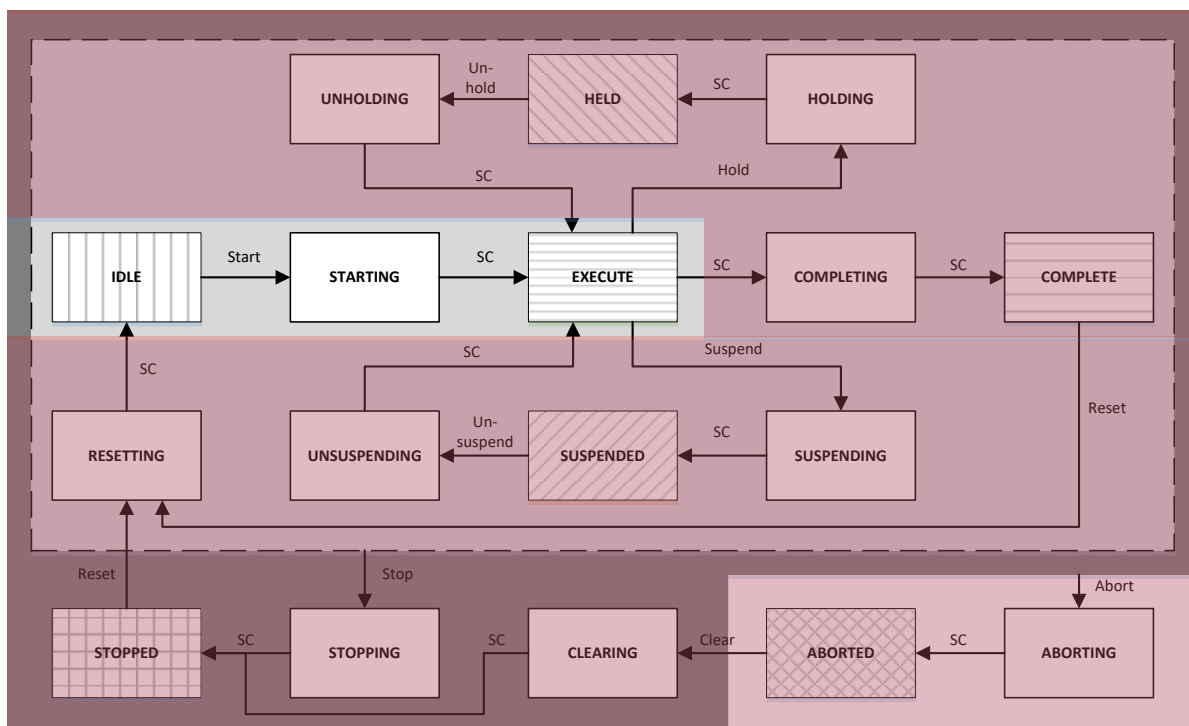 Un-
hold
SC
UNHOLDING
HELD
HOLDING
SC
Hold
Start
SC
SC
SC
IDLE
STARTING
EXECUTE
COMPLETING
COMPLETE
SC
SC
Suspend
Reset
Un-
suspend
SC
RESETTING
UNSUSPENDING
SUSPENDED
SUSPENDING
Reset
Stop
Abort
SC
SC
Clear
SC
STOPPED
STOPPING
CLEARING
ABORTED
ABORTING